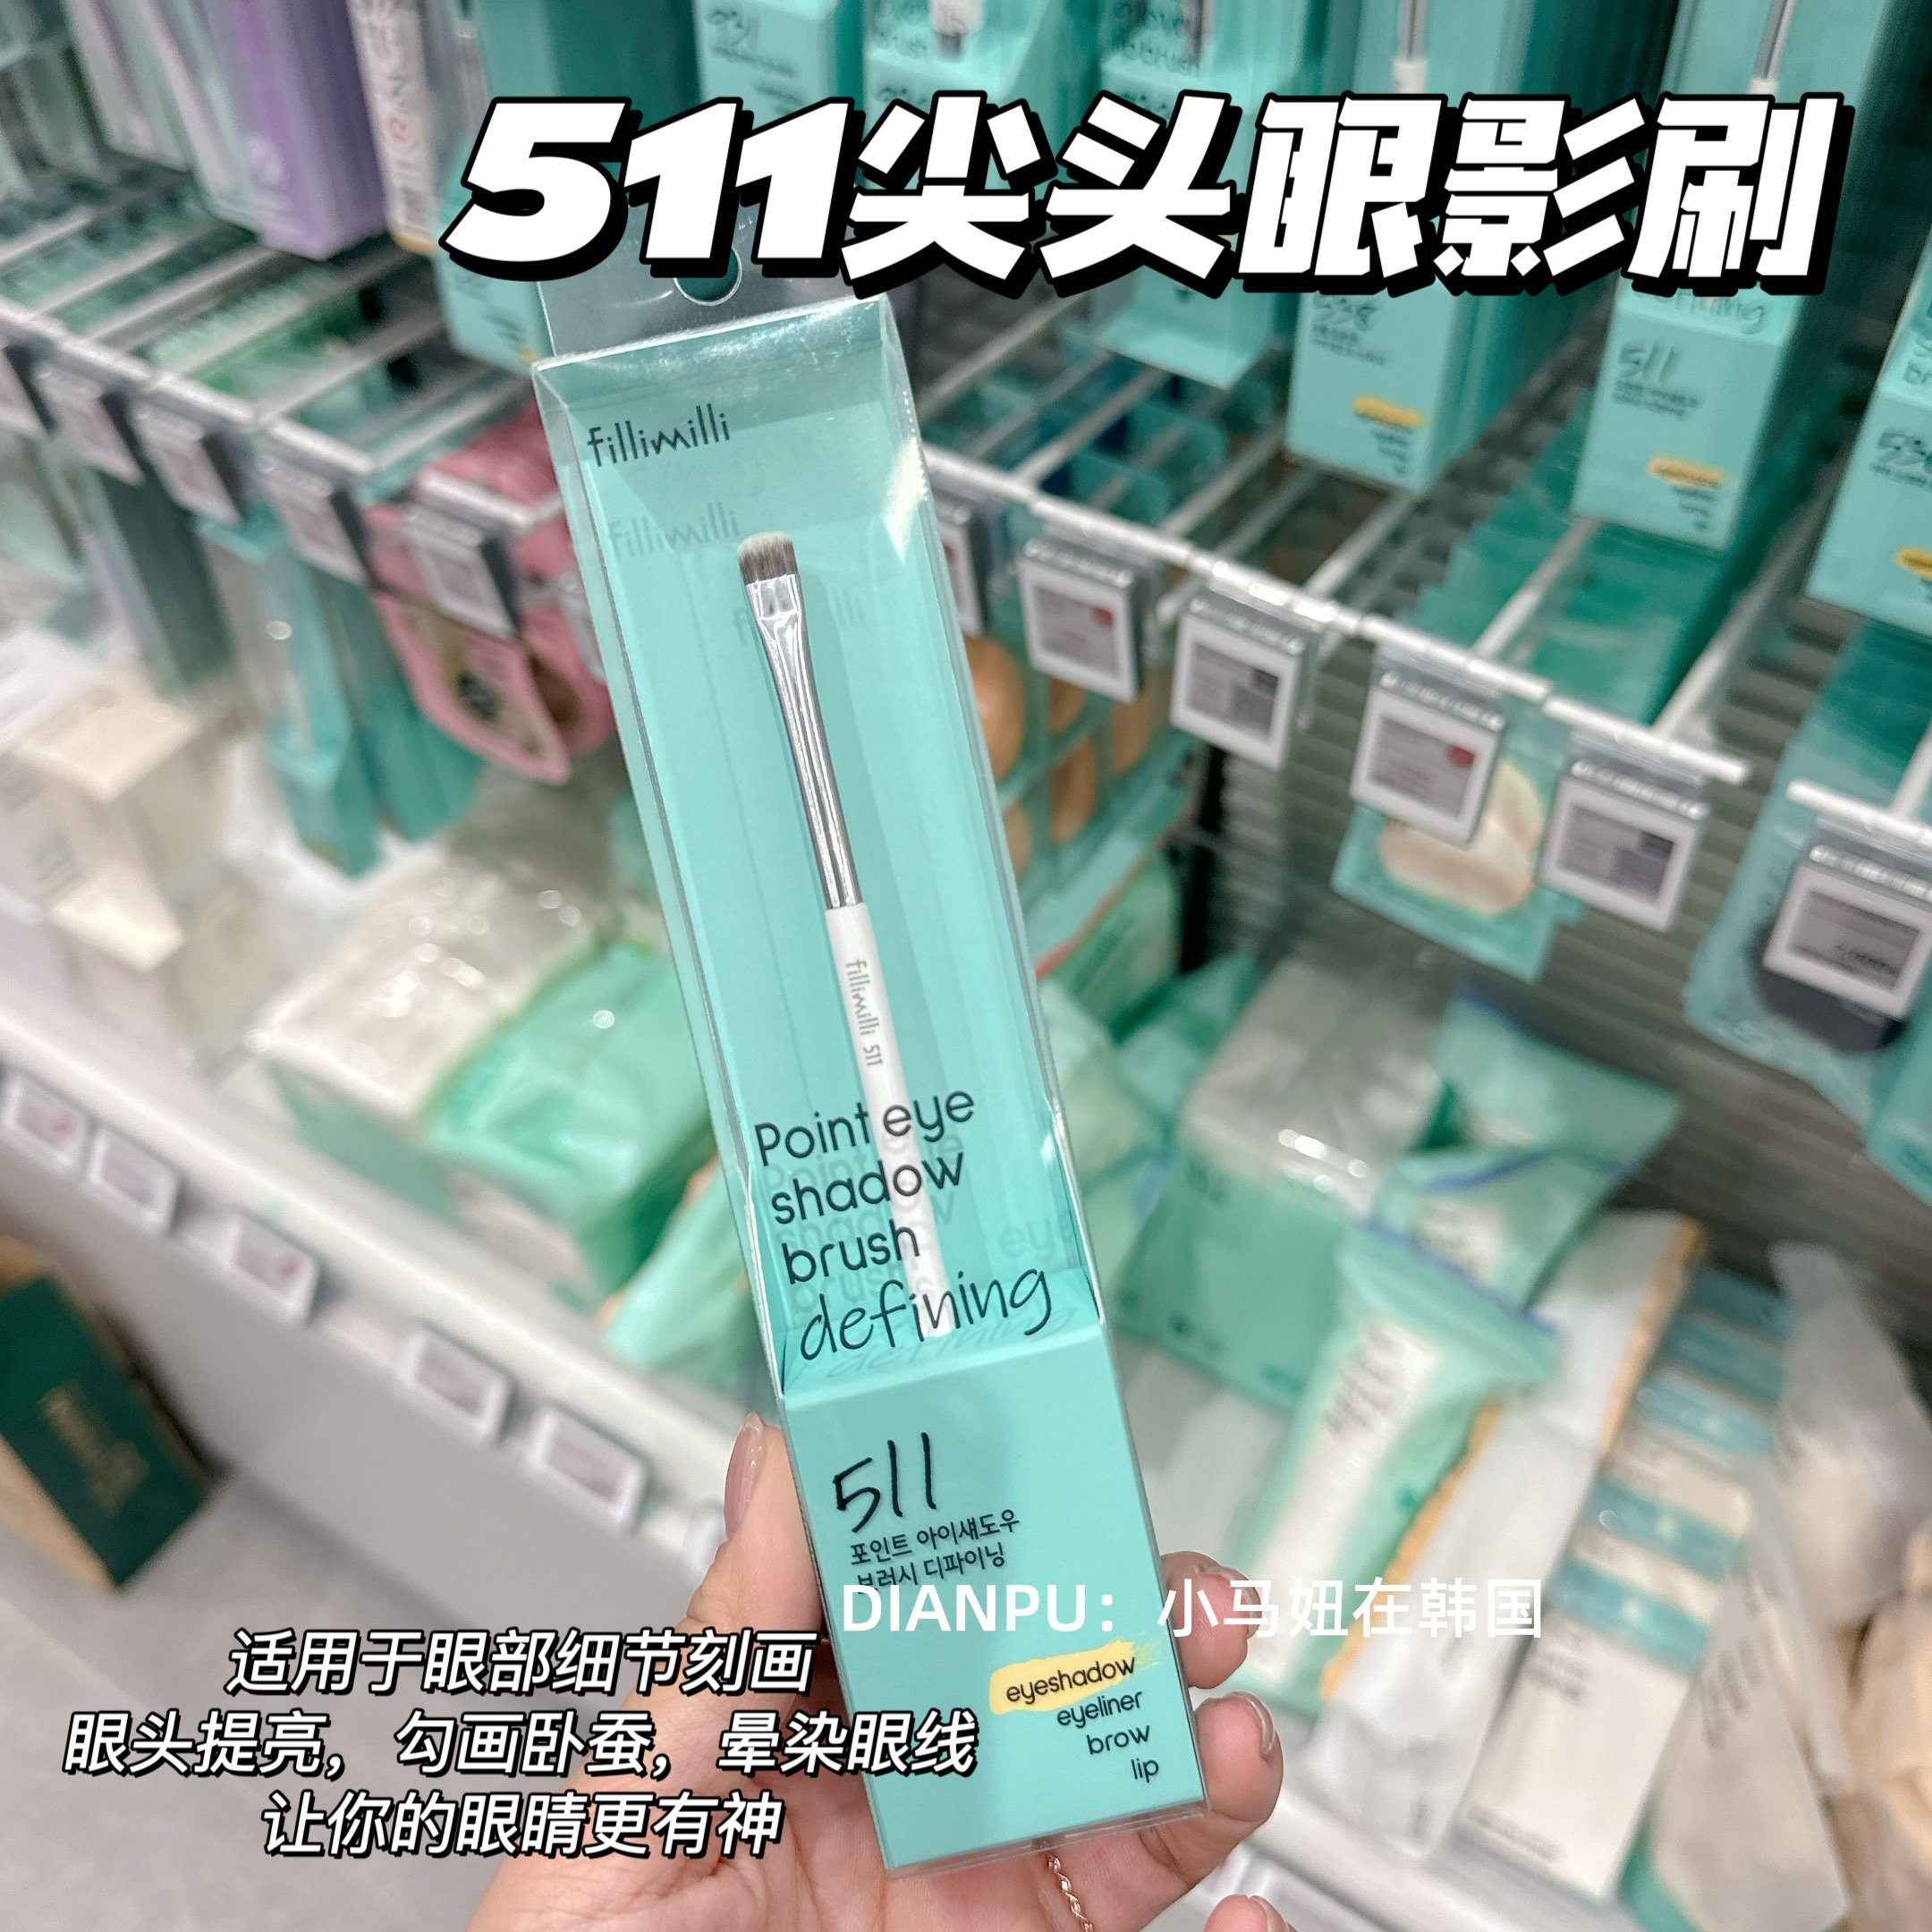 511尖头眼影刷
fillimilli
fillimilli
fillimilli 511
Point eye
shadow
brush
defining
511
포인트 아이섀도우
브러시 디파이닝
DIANPU：小马妞在韩国
eyeshadow
eyeliner
brow
lip
适用于眼部细节刻画
眼头提亮，勾画卧蚕，晕染眼线
让你的眼睛更有神
511